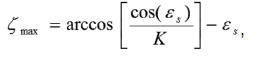 ζ_max = arccos [ cos(ε_s) / K ] − ε_s,